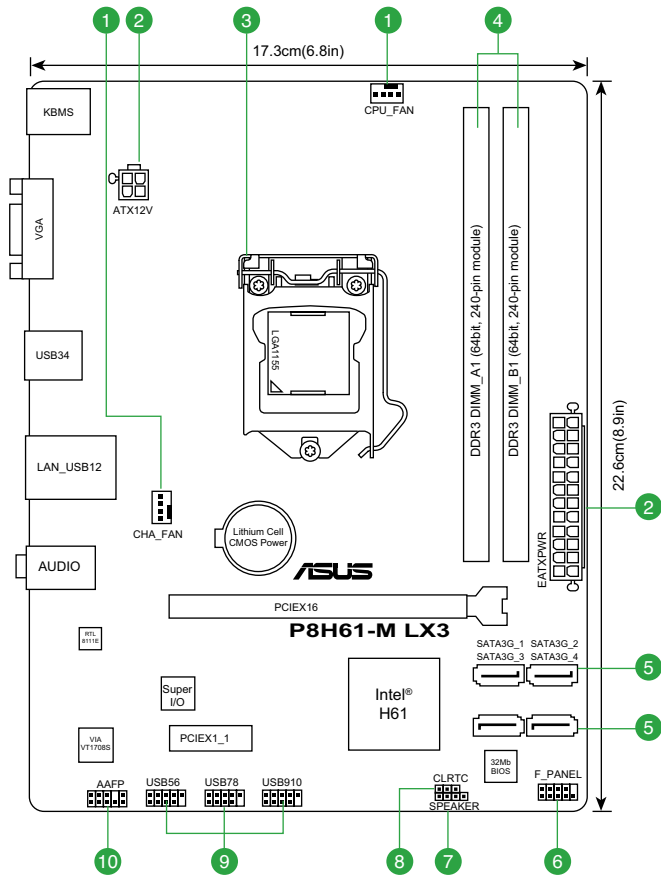 1
2
3
1
4
17.3cm(6.8in)
KBMS
CPU_FAN
ATX12V
VGA
DDR3 DIMM_A1 (64bit, 240-pin module)
DDR3 DIMM_B1 (64bit, 240-pin module)
LGA1155
USB34
22.6cm(8.9in)
LAN_USB12
CHA_FAN
Lithium Cell
CMOS Power
EATXPWR
2
AUDIO
ASUS
PCIEX16
P8H61-M LX3
RTL
8111E
SATA3G_1 SATA3G_2
SATA3G_3 SATA3G_4
5
Super
I/O
Intel®
H61
5
VIA
VT1708S
PCIEX1_1
32Mb
BIOS
AAFP
USB56
USB78
USB910
CLRTC
SPEAKER
F_PANEL
10
9
8
7
6